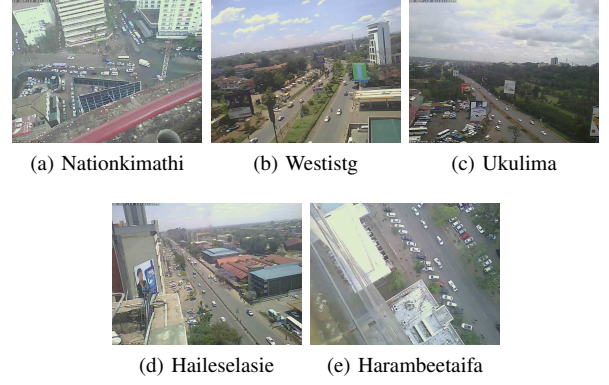 (a) Nationkimathi
(b) Westistg
(c) Ukulima
(d) Haileselasie
(e) Harambeetaifa